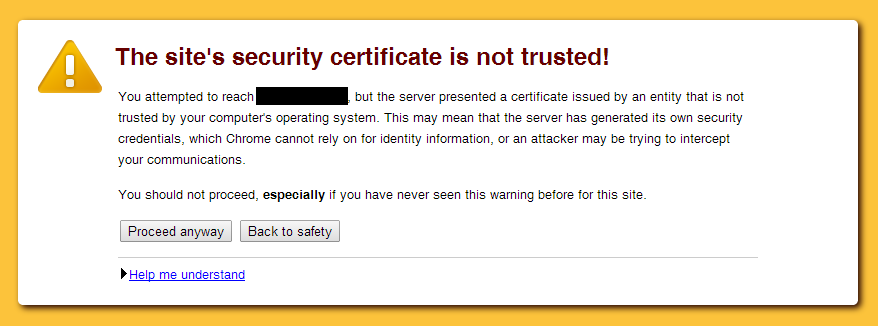 The site's security certificate is not trusted!
You attempted to reach , but the server presented a certificate issued by an entity that is not
trusted by your computer's operating system. This may mean that the server has generated its own security
credentials, which Chrome cannot rely on for identity information, or an attacker may be trying to intercept
your communications.
You should not proceed, especially if you have never seen this warning before for this site.
Proceed anyway Back to safety
Help me understand